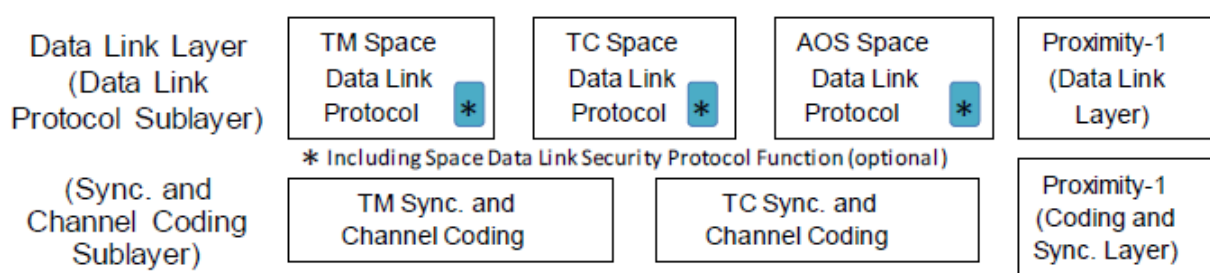 Data Link Layer
(Data Link
Protocol Sublayer)
TM Space
Data Link
Protocol *
TC Space
Data Link
Protocol *
AOS Space
Data Link
Protocol *
Proximity-1
(Data Link
Layer)
* Including Space Data Link Security Protocol Function (optional)
(Sync. and
Channel Coding
Sublayer)
TM Sync. and
Channel Coding
TC Sync. and
Channel Coding
Proximity-1
(Coding and
Sync. Layer)